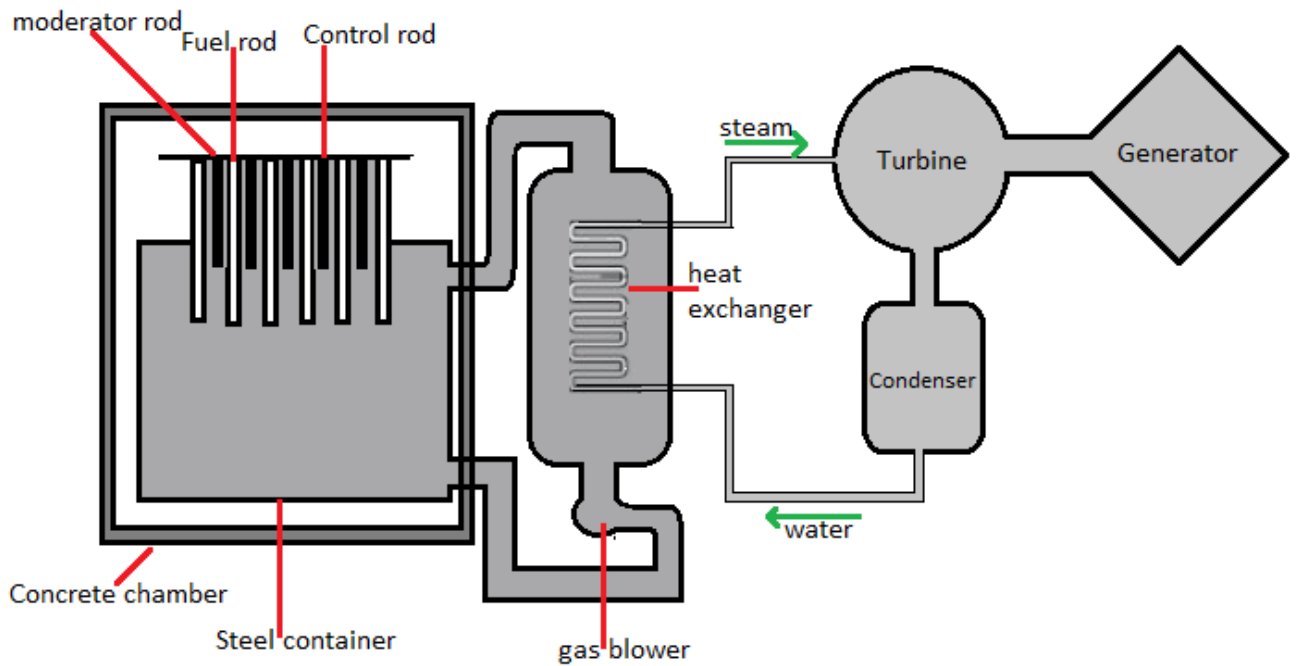 moderator rod
Fuel rod
Control rod
steam
Turbine
Generator
heat
exchanger
Condenser
water
Concrete chamber
Steel container
gas blower